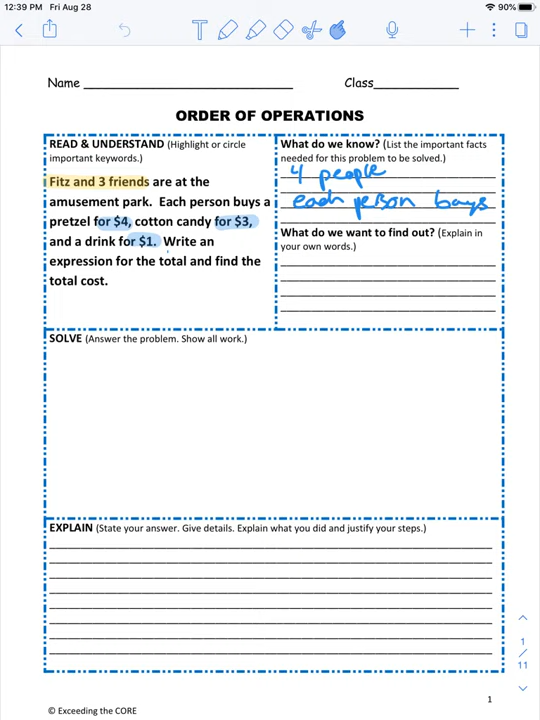 12:39 PM Fri Aug 28
90%
Name
Class
ORDER OF OPERATIONS
READ & UNDERSTAND (Highlight or circle
important keywords.)
Fitz and 3 friends are at the
amusement park. Each person buys a
pretzel for $4, cotton candy for $3,
and a drink for $1. Write an
expression for the total and find the
total cost.
What do we know? (List the important facts
needed for this problem to be solved.)
4 people
each person buys
What do we want to find out? (Explain in
your own words.)
SOLVE (Answer the problem. Show all work.)
EXPLAIN (State your answer. Give details. Explain what you did and justify your steps.)
1
/
11
1
© Exceeding the CORE